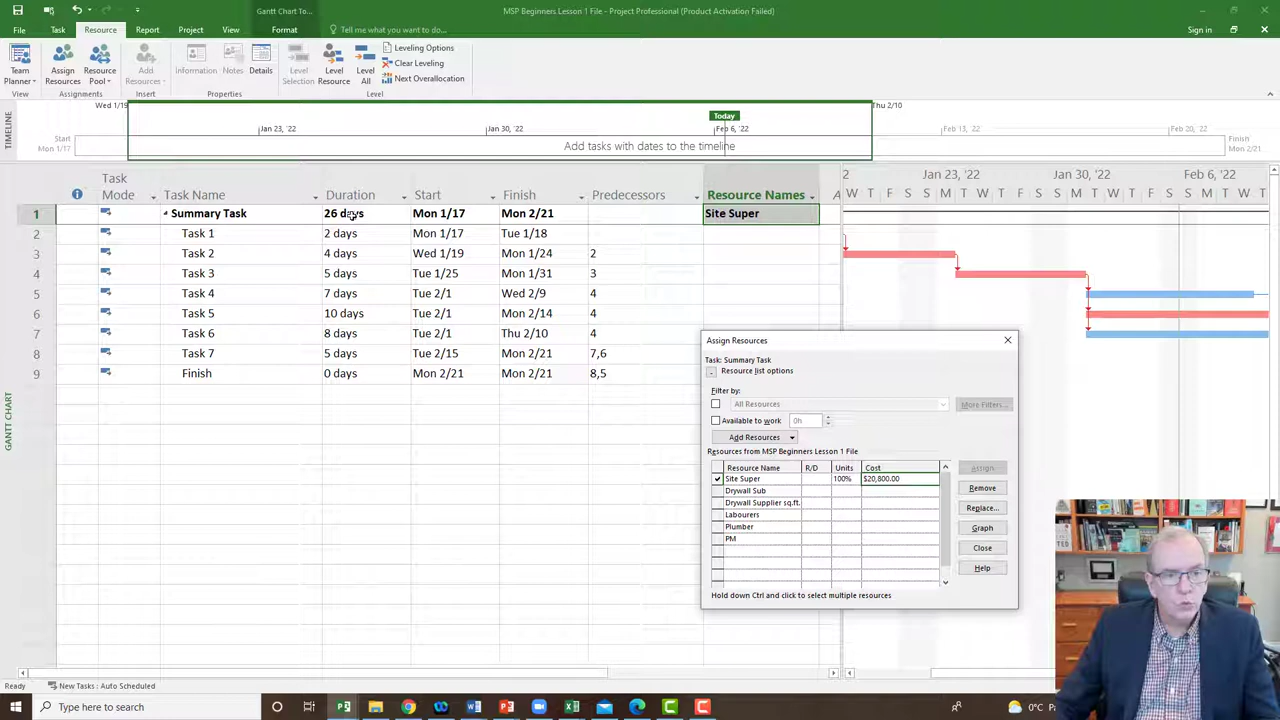 Gantt Chart To...
MSP Beginners Lesson 1 File - Project Professional (Product Activation Failed)
File Task Resource Report Project View Format Tell me what you want to do... Sign in
Team Planner Assign Resources Resource Pool Add Resources Information Notes Details Level Selection Level Resource Level All
Leveling Options
Clear Leveling
Next Overallocation
View Assignments Insert Properties Level
TIMELINE
Wed 1/19 Thu 2/10
Today
Jan 23, '22 Jan 30, '22 Feb 6, '22 Feb 13, '22 Feb 20, '22
Start
Mon 1/17
Add tasks with dates to the timeline
Finish
Mon 2/21
GANTT CHART
Task Mode Task Name Duration Start Finish Predecessors Resource Names A
2 Jan 23, '22 Jan 30, '22 Feb 6, '22
W T F S S M T W T F S S M T W T F S S M T W T
1 Summary Task 26 days Mon 1/17 Mon 2/21 Site Super
2 Task 1 2 days Mon 1/17 Tue 1/18
3 Task 2 4 days Wed 1/19 Mon 1/24 2
4 Task 3 5 days Tue 1/25 Mon 1/31 3
5 Task 4 7 days Tue 2/1 Wed 2/9 4
6 Task 5 10 days Tue 2/1 Mon 2/14 4
7 Task 6 8 days Tue 2/1 Thu 2/10 4
8 Task 7 5 days Tue 2/15 Mon 2/21 7,6
9 Finish 0 days Mon 2/21 Mon 2/21 8,5
Assign Resources
Task: Summary Task
- Resource list options
Filter by:
All Resources More Filters...
Available to work 0h
Add Resources
Resources from MSP Beginners Lesson 1 File
Resource Name R/D Units Cost
Site Super 100% $20,800.00
Drywall Sub
Drywall Supplier sq.ft.
Labourers
Plumber
PM
Assign
Remove
Replace...
Graph
Close
Help
Hold down Ctrl and click to select multiple resources
Ready New Tasks : Auto Scheduled
Type here to search
0°C